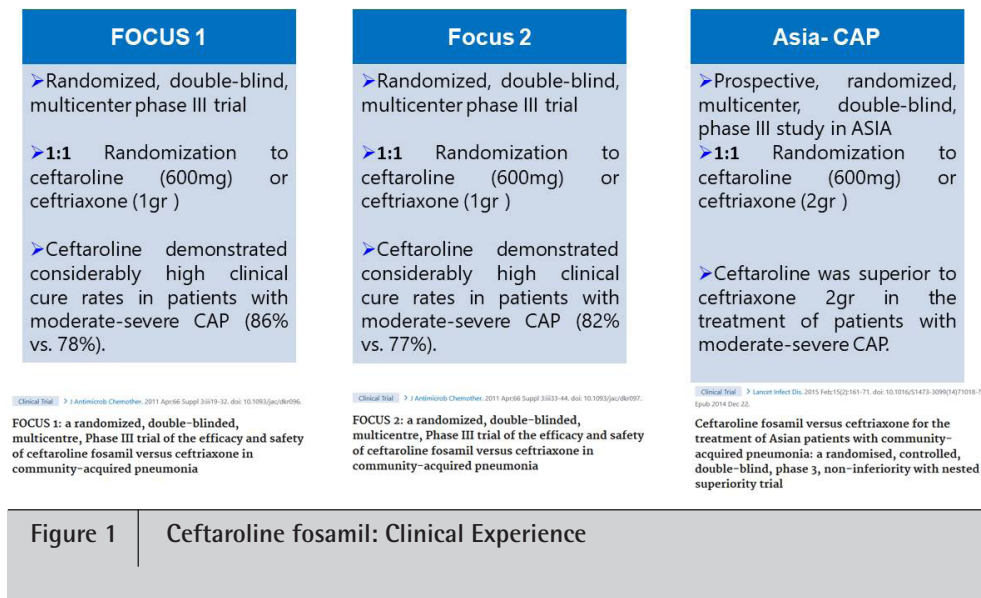 FOCUS 1
➢Randomized, double-blind,
multicenter phase III trial
➢1:1 Randomization to
ceftaroline (600mg) or
ceftriaxone (1gr )
➢Ceftaroline demonstrated
considerably high clinical
cure rates in patients with
moderate-severe CAP (86%
vs. 78%).
Clinical Trial > J Antimicrob Chemother. 2011 Apr;66 Suppl 3:iii19-32. doi: 10.1093/jac/dkr096.
FOCUS 1: a randomized, double-blinded,
multicentre, Phase III trial of the efficacy and safety
of ceftaroline fosamil versus ceftriaxone in
community-acquired pneumonia
Focus 2
➢Randomized, double-blind,
multicenter phase III trial
➢1:1 Randomization to
ceftaroline (600mg) or
ceftriaxone (1gr )
➢Ceftaroline demonstrated
considerably high clinical
cure rates in patients with
moderate-severe CAP (82%
vs. 77%).
Clinical Trial > J Antimicrob Chemother. 2011 Apr;66 Suppl 3:iii33-44. doi: 10.1093/jac/dkr097.
FOCUS 2: a randomized, double-blinded,
multicentre, Phase III trial of the efficacy and safety
of ceftaroline fosamil versus ceftriaxone in
community-acquired pneumonia
Asia- CAP
➢Prospective, randomized,
multicenter, double-blind,
phase III study in ASIA
➢1:1 Randomization to
ceftaroline (600mg) or
ceftriaxone (2gr )
➢Ceftaroline was superior to
ceftriaxone 2gr in the
treatment of patients with
moderate-severe CAP.
Clinical Trial > Lancet Infect Dis. 2015 Feb;15(2):161-71. doi: 10.1016/S1473-3099(14)71018-7
Epub 2014 Dec 22.
Ceftaroline fosamil versus ceftriaxone for the
treatment of Asian patients with community-
acquired pneumonia: a randomised, controlled,
double-blind, phase 3, non-inferiority with nested
superiority trial
Figure 1 Ceftaroline fosamil: Clinical Experience